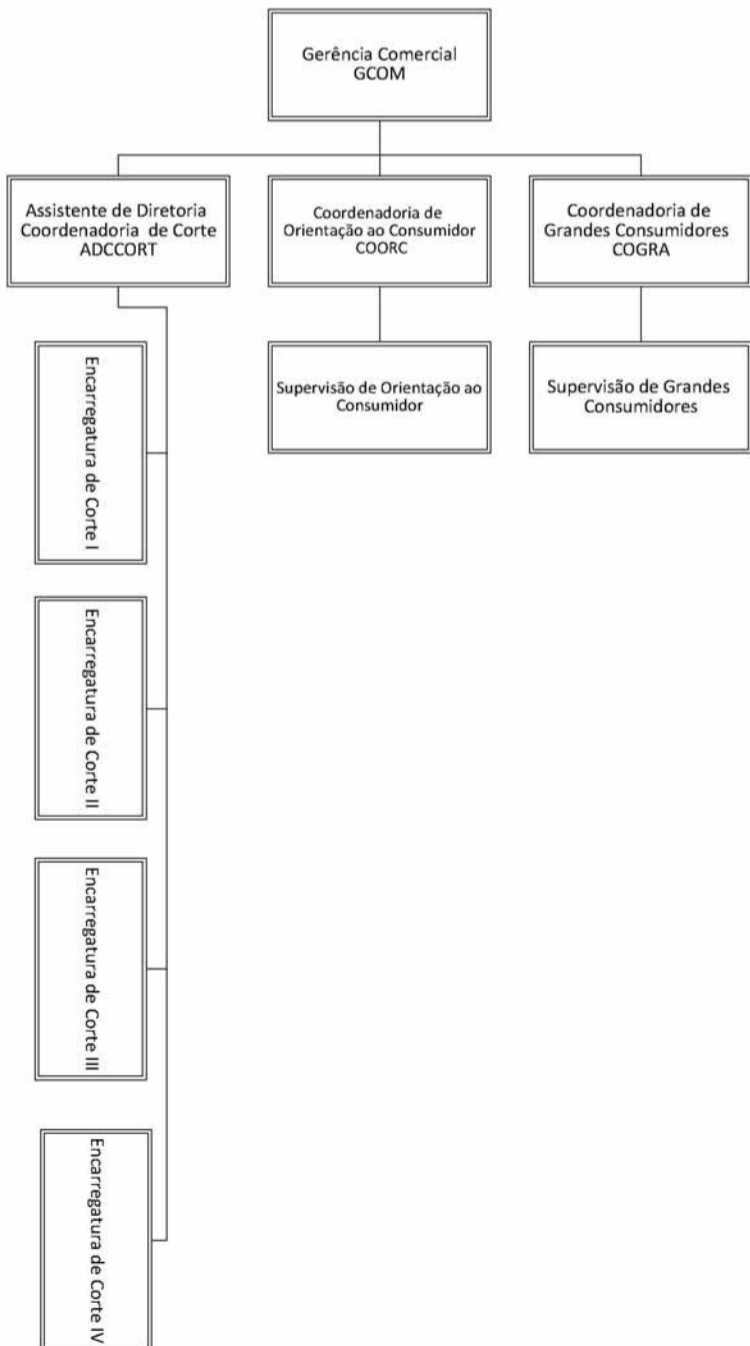 Gerência Comercial
GCOM
Assistente de Diretoria
Coordenadoria de Corte
ADCCORT
Coordenadoria de
Orientação ao Consumidor
COORC
Coordenadoria de
Grandes Consumidores
COGRA
Supervisão de Orientação ao
Consumidor
Supervisão de Grandes
Consumidores
Encarregatura de Corte I
Encarregatura de Corte II
Encarregatura de Corte III
Encarregatura de Corte IV